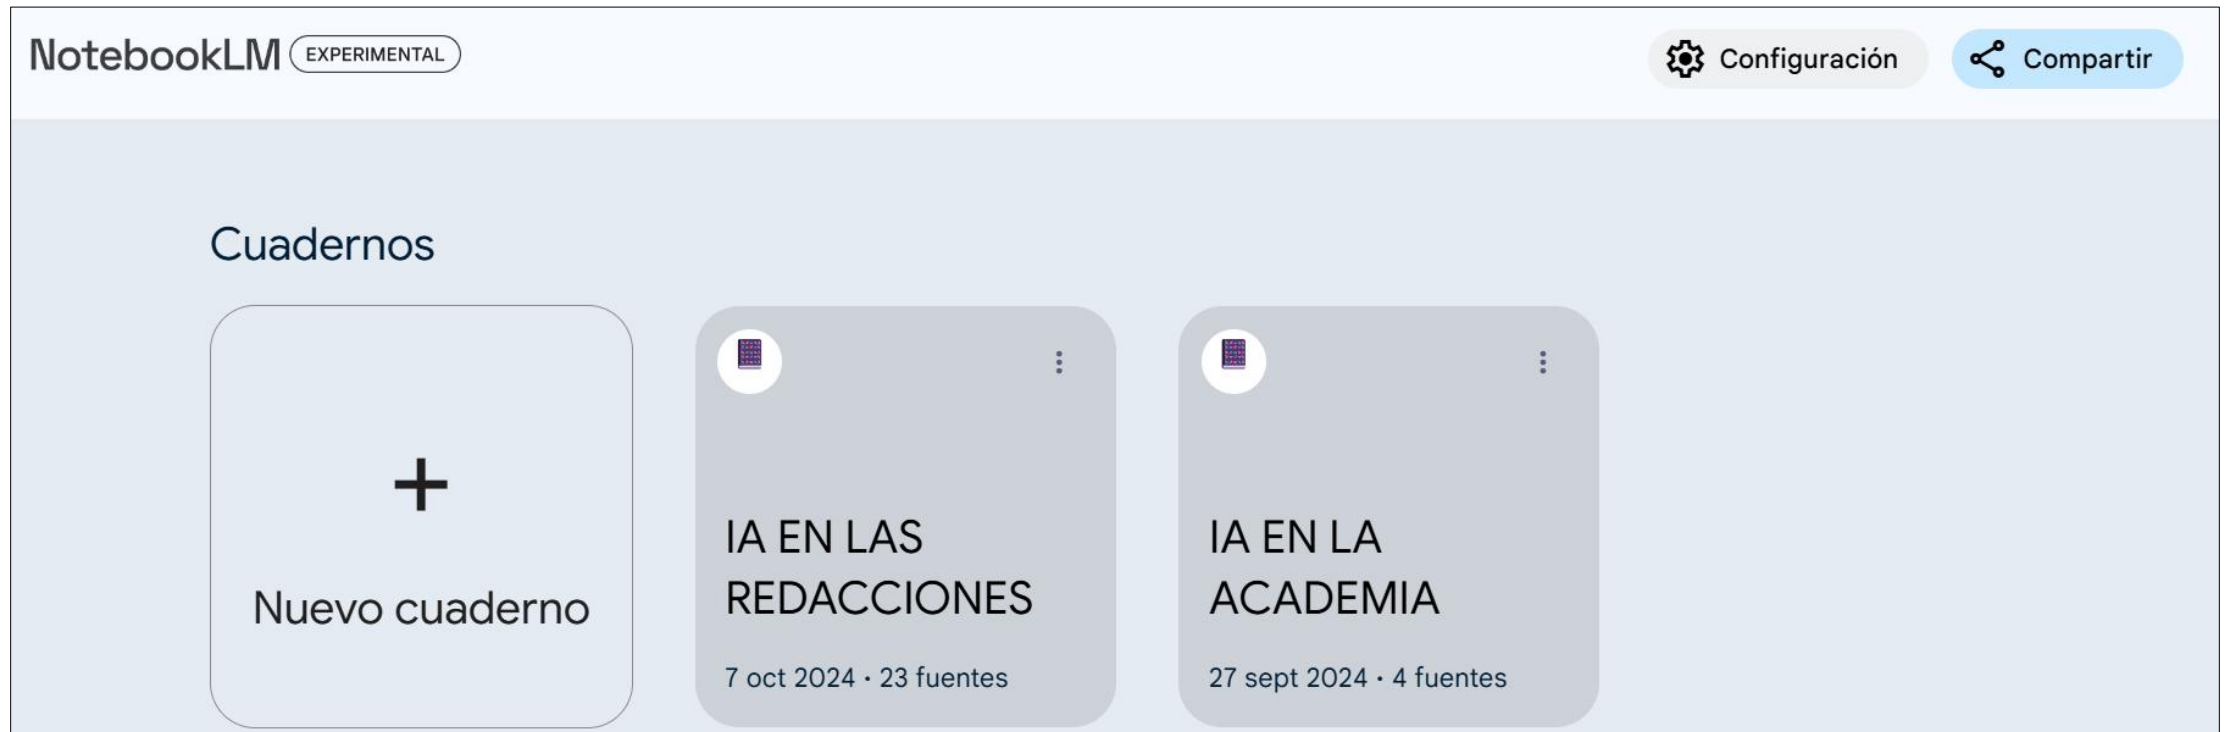 NotebookLM EXPERIMENTAL
Configuración
Compartir
Cuadernos
Nuevo cuaderno
IA EN LAS
REDACCIONES
7 oct 2024 • 23 fuentes
IA EN LA
ACADEMIA
27 sept 2024 • 4 fuentes